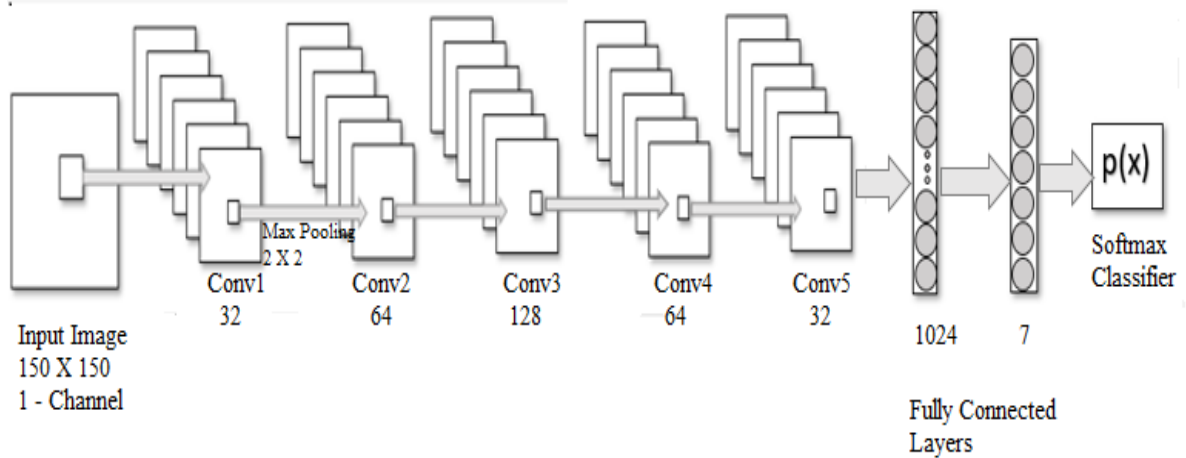 Input Image
150 X 150
1 - Channel
Conv1
32
Max Pooling
2 X 2
Conv2
64
Conv3
128
Conv4
64
Conv5
32
1024
7
Fully Connected
Layers
p(x)
Softmax
Classifier